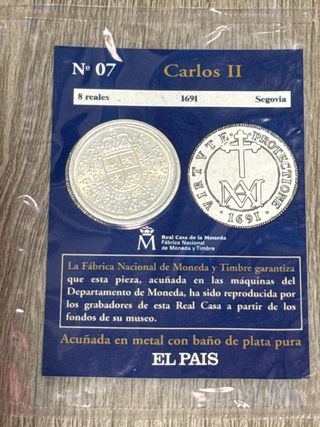 Nº 07 Carlos II
8 reales 1691 Segovia
VIRTVTE PROTECTIONE
·1691·
M
Real Casa de la Moneda
Fábrica Nacional
de Moneda y Timbre
La Fábrica Nacional de Moneda y Timbre garantiza
que esta pieza, acuñada en las máquinas del
Departamento de Moneda, ha sido reproducida por
los grabadores de esta Real Casa a partir de los
fondos de su museo.
Acuñada en metal con baño de plata pura
EL PAIS